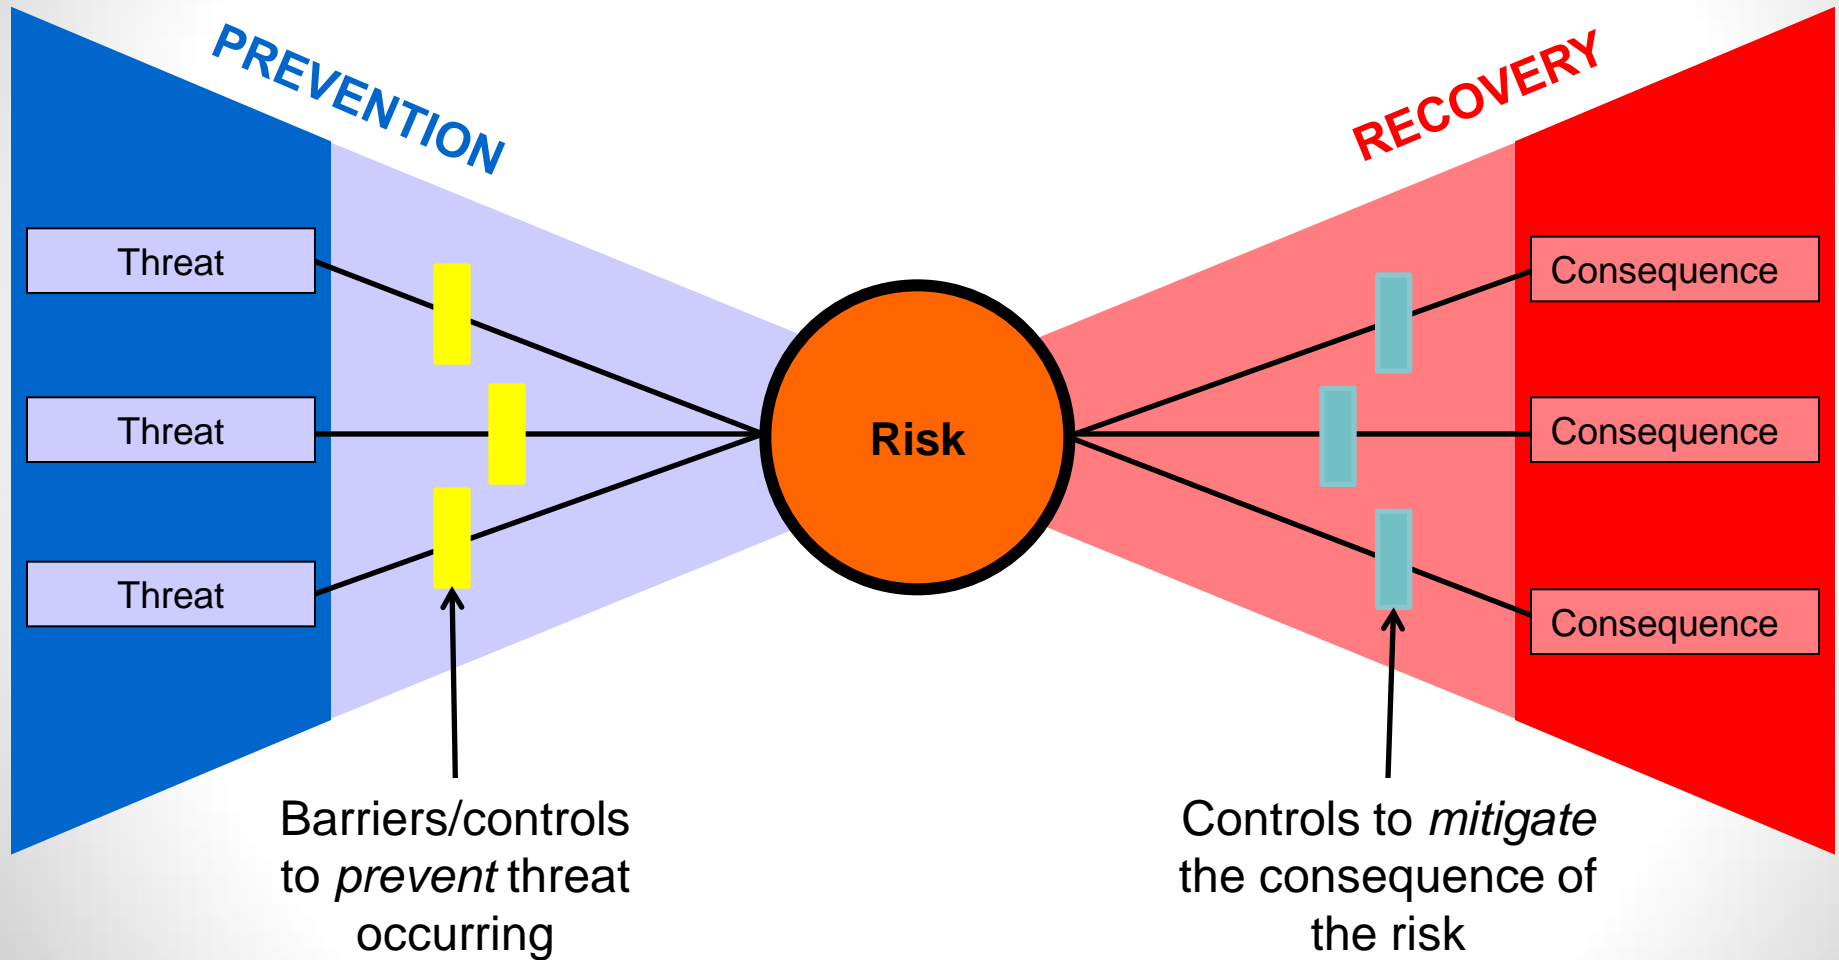 PREVENTION
RECOVERY
Threat
Threat
Threat
Risk
Consequence
Consequence
Consequence
Barriers/controls
to prevent threat
occurring
Controls to mitigate
the consequence of
the risk